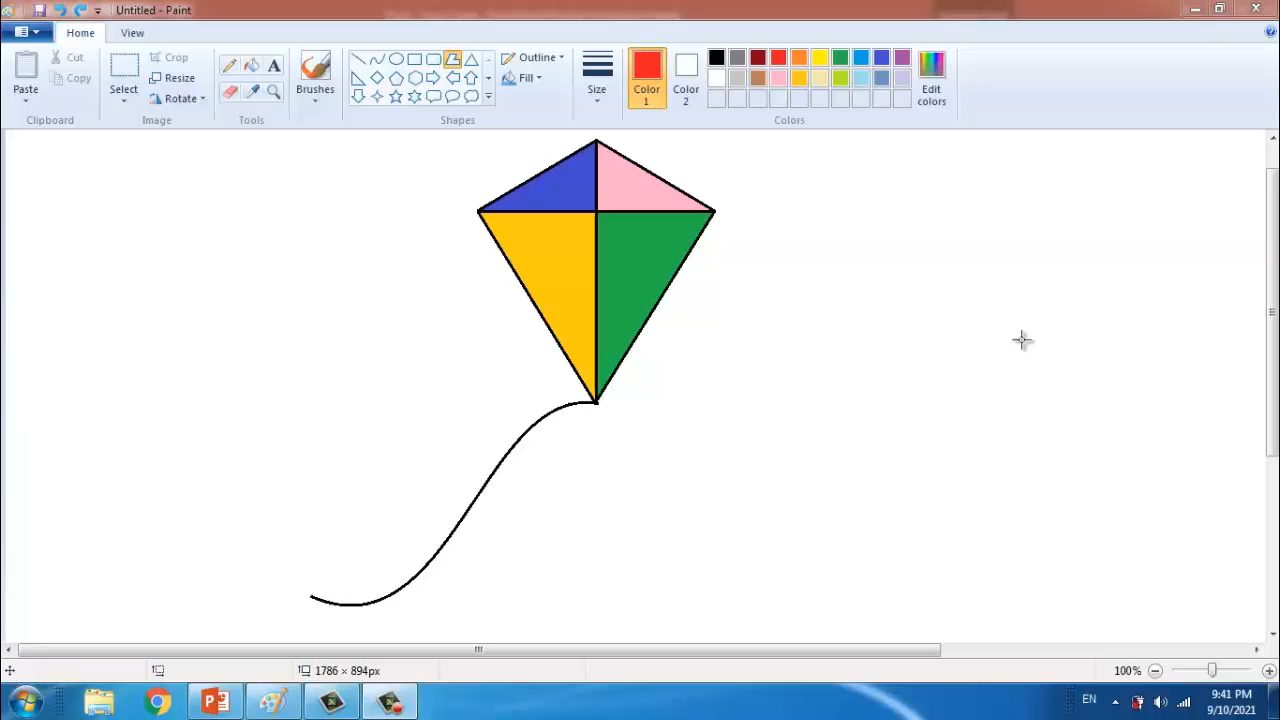 Untitled - Paint
Home View
Paste
Cut
Copy
Clipboard
Select
Crop
Resize
Rotate
Image
A
Tools
Brushes
Outline
Fill
Shapes
Size
Color 1
Color 2
Colors
Edit colors
1786 × 894px
100%
EN
9:41 PM
9/10/2021